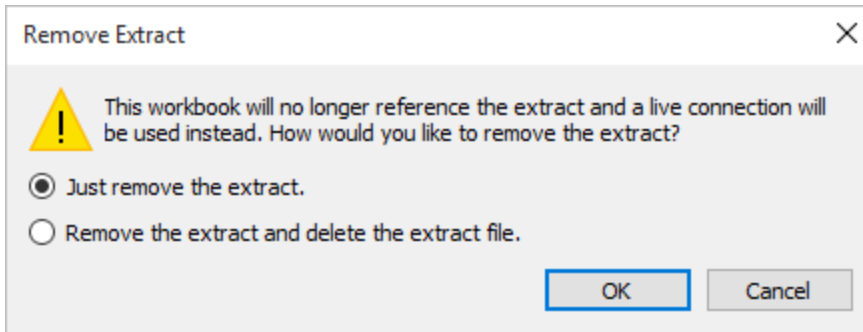 Remove Extract
This workbook will no longer reference the extract and a live connection will
be used instead. How would you like to remove the extract?
Just remove the extract.
Remove the extract and delete the extract file.
OK Cancel